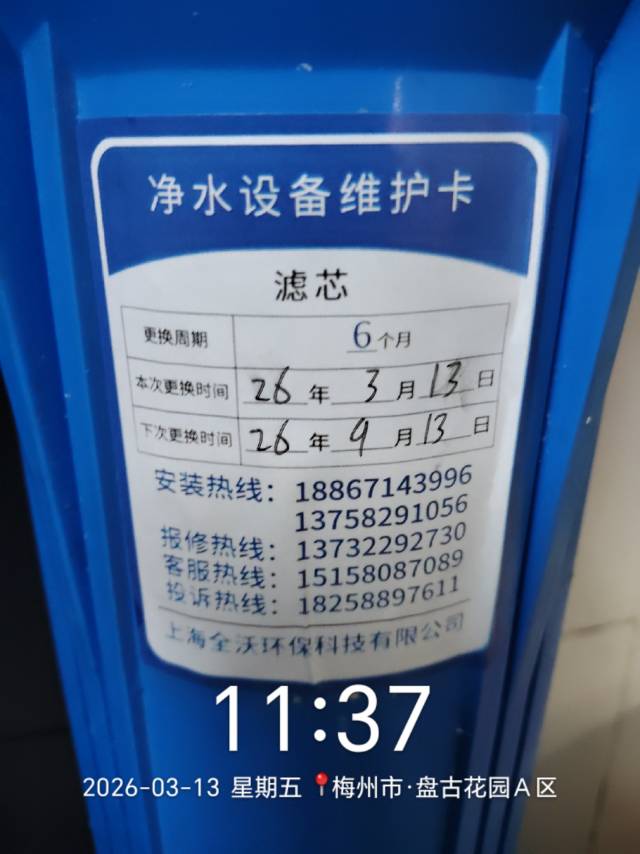 净水设备维护卡
滤芯
更换周期 6个月
本次更换时间 26年3月13日
下次更换时间 26年9月13日
安装热线：18867143996
13758291056
报修热线：13732292730
客服热线：15158087089
投诉热线：18258897611
上海全沃环保科技有限公司
11:37
2026-03-13 星期五 📍梅州市·盘古花园A区